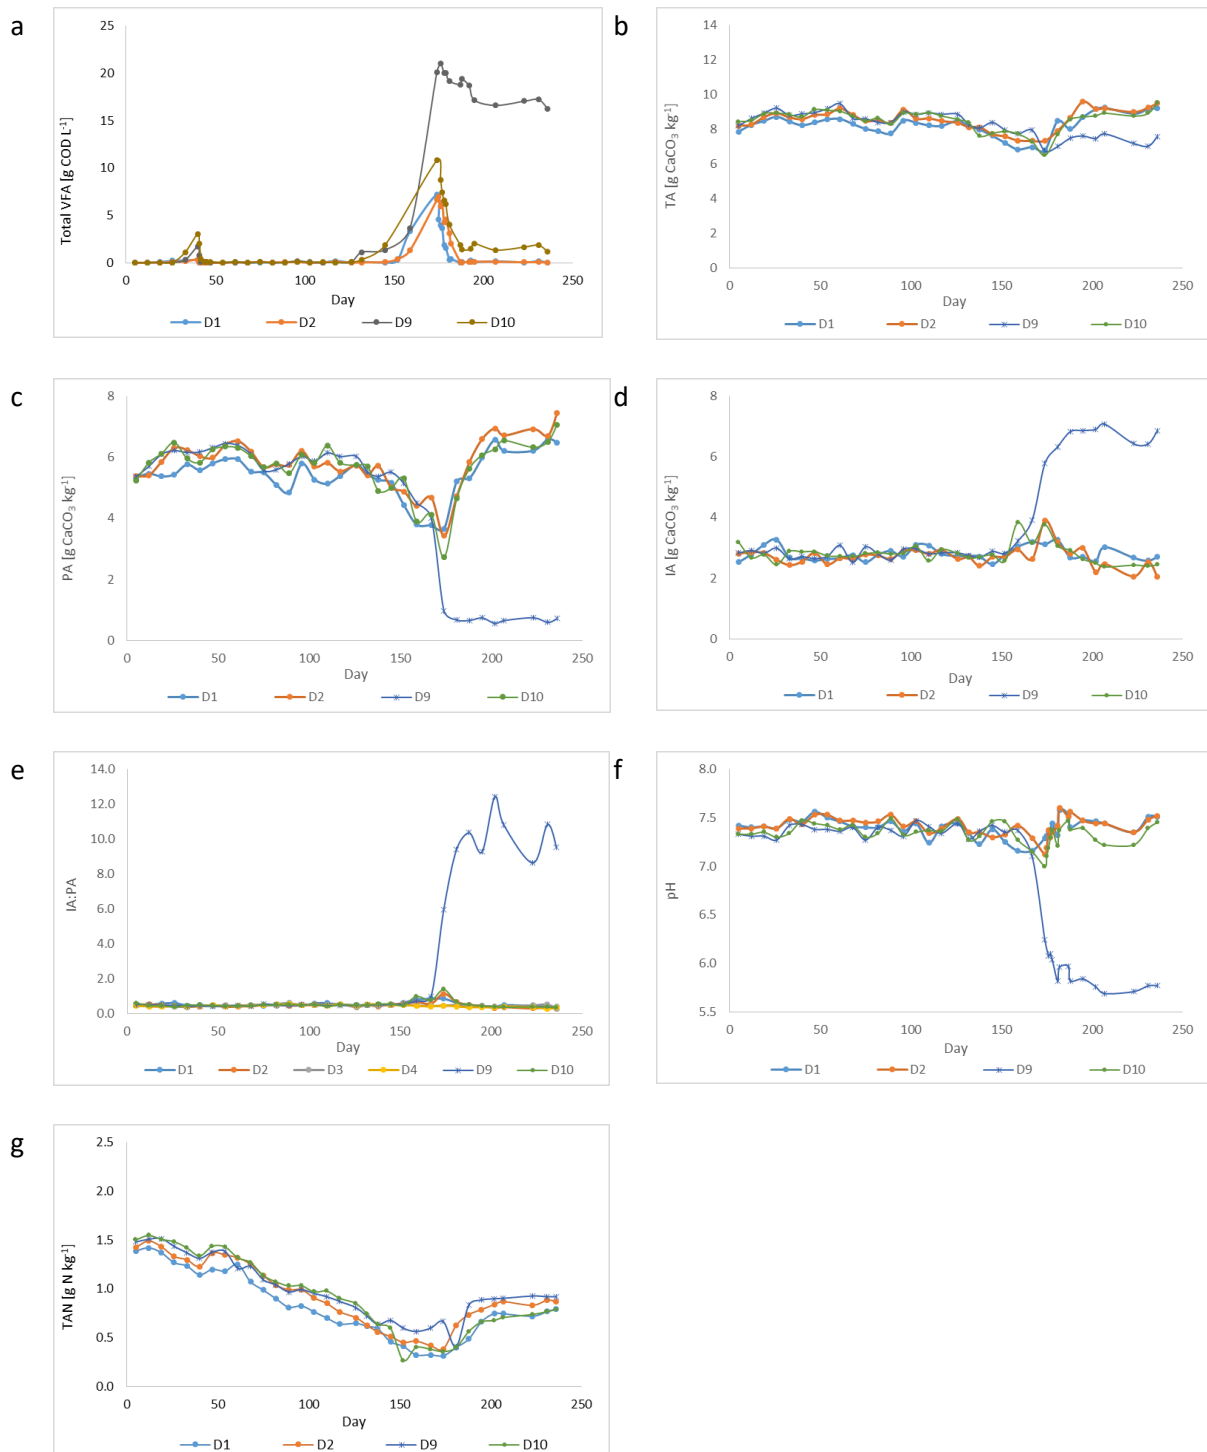 a
25
20
15
10
5
0
Total VFA [g COD L⁻¹]
0 50 100 150 200 250
Day
D1 D2 D9 D10
b
14
12
10
8
6
4
2
0
TA [g CaCO₃ kg⁻¹]
0 50 100 150 200 250
Day
D1 D2 D9 D10
c
8
6
4
2
0
PA [g CaCO₃ kg⁻¹]
0 50 100 150 200 250
Day
D1 D2 D9 D10
d
8
6
4
2
0
IA [g CaCO₃ kg⁻¹]
0 50 100 150 200 250
Day
D1 D2 D9 D10
e
14.0
12.0
10.0
8.0
6.0
4.0
2.0
0.0
IA:PA
0 50 100 150 200 250
Day
D1 D2 D3 D4 D9 D10
f
8.0
7.5
7.0
6.5
6.0
5.5
pH
0 50 100 150 200 250
Day
D1 D2 D9 D10
g
2.5
2.0
1.5
1.0
0.5
0.0
TAN [g N kg⁻¹]
0 50 100 150 200 250
Day
D1 D2 D9 D10